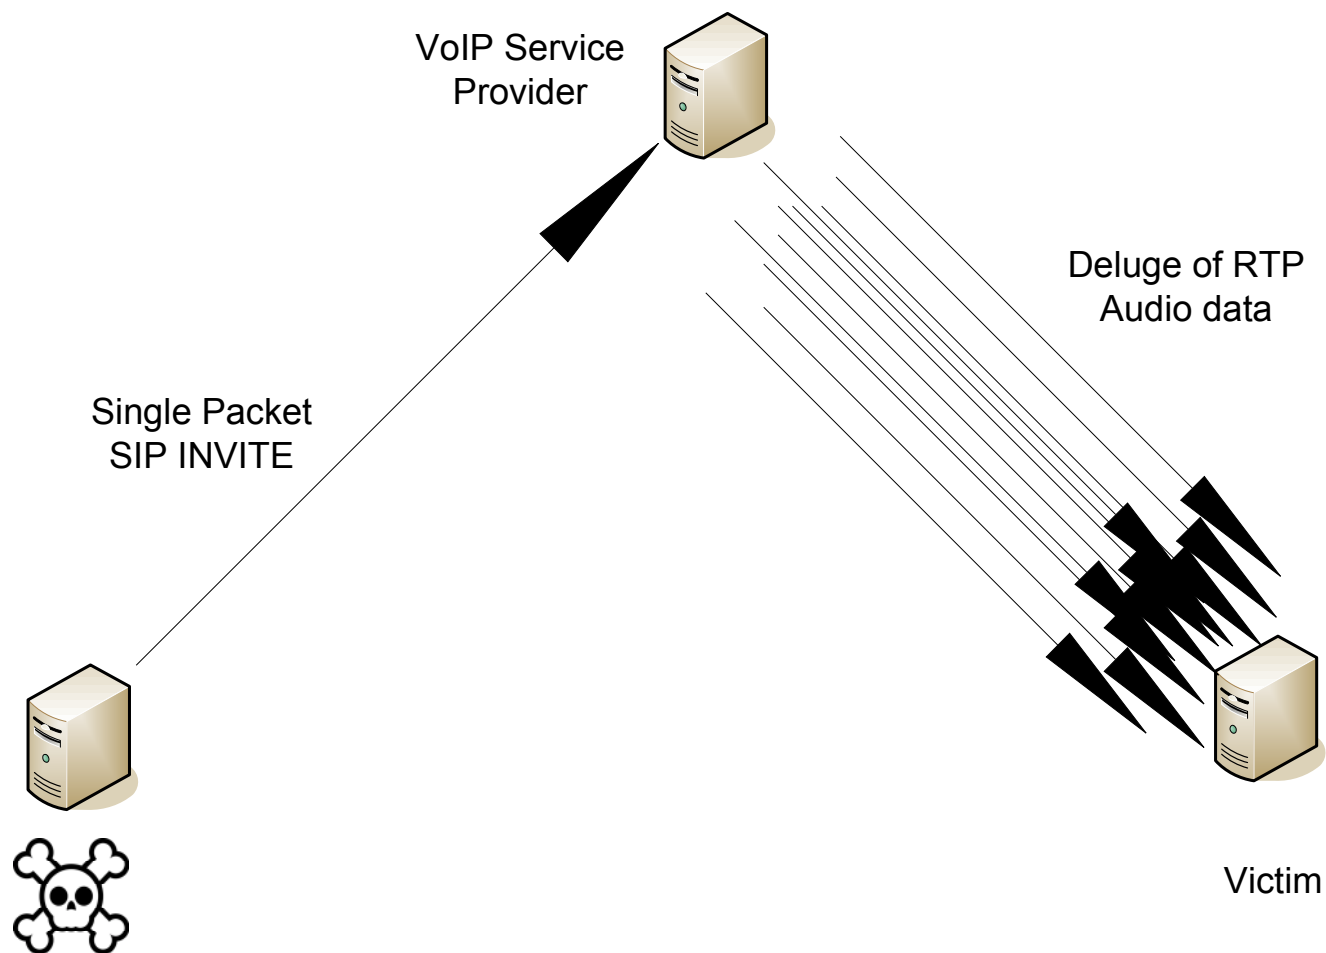 VoIP Service
Provider
Deluge of RTP
Audio data
Single Packet
SIP INVITE
Victim